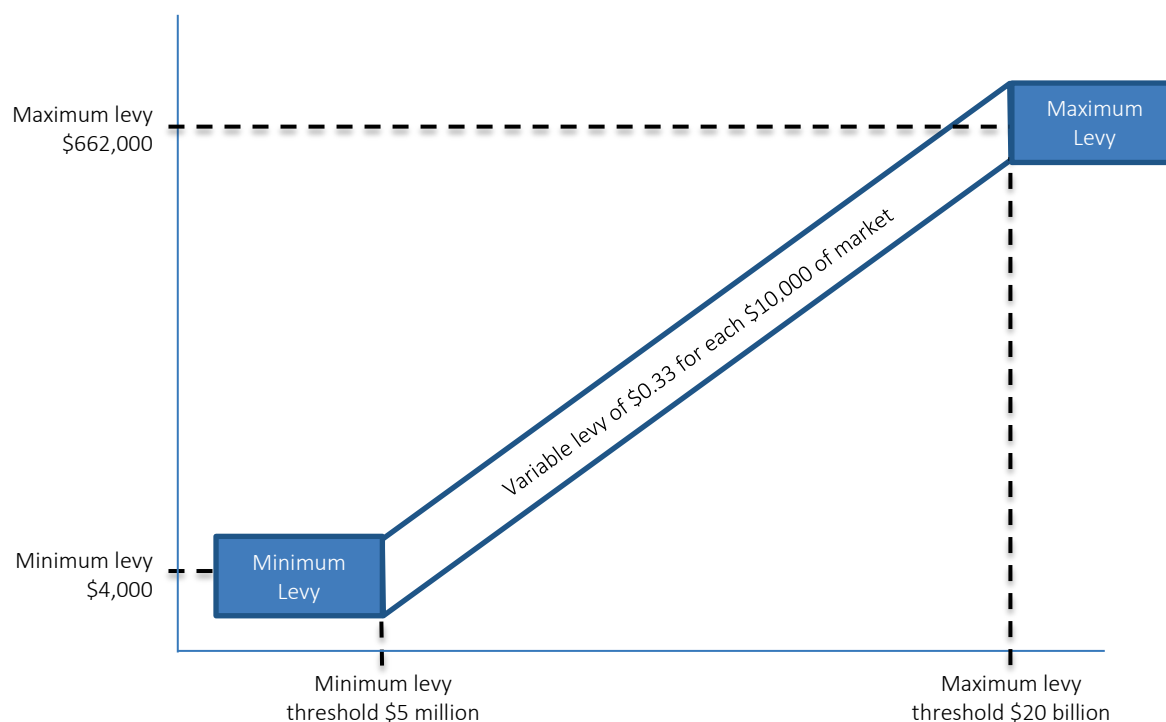 Maximum levy
$662,000
Maximum
Levy
Variable levy of $0.33 for each $10,000 of market
Minimum levy
$4,000
Minimum
Levy
Minimum levy
threshold $5 million
Maximum levy
threshold $20 billion